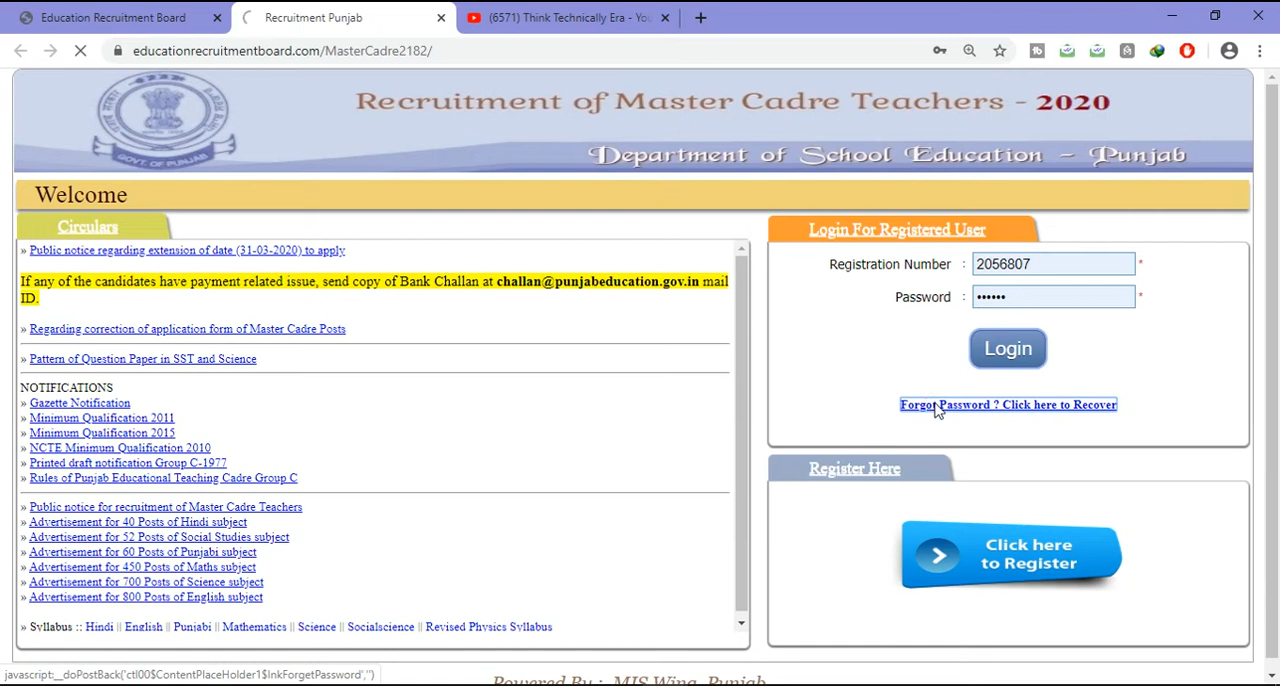 Education Recruitment Board
Recruitment Punjab
(6571) Think Technically Era - You
educationrecruitmentboard.com/MasterCadre2182/
Recruitment of Master Cadre Teachers - 2020
Department of School Education – Punjab
GOVT. OF PUNJAB
Welcome
Circulars
» Public notice regarding extension of date (31-03-2020) to apply
If any of the candidates have payment related issue, send copy of Bank Challan at challan@punjabeducation.gov.in mail
ID.
» Regarding correction of application form of Master Cadre Posts
» Pattern of Question Paper in SST and Science
NOTIFICATIONS
» Gazette Notification
» Minimum Qualification 2011
» Minimum Qualification 2015
» NCTE Minimum Qualification 2010
» Printed draft notification Group C-1977
» Rules of Punjab Educational Teaching Cadre Group C
» Public notice for recruitment of Master Cadre Teachers
» Advertisement for 40 Posts of Hindi subject
» Advertisement for 52 Posts of Social Studies subject
» Advertisement for 60 Posts of Punjabi subject
» Advertisement for 450 Posts of Maths subject
» Advertisement for 700 Posts of Science subject
» Advertisement for 800 Posts of English subject
» Syllabus :: Hindi || English || Punjabi || Mathematics || Science || Socialscience || Revised Physics Syllabus
Login For Registered User
Registration Number : 2056807 *
Password : •••••• *
Login
Forgot Password ? Click here to Recover
Register Here
Click here
to Register
javascript:__doPostBack('ctl00$ContentPlaceHolder1$lnkForgetPassword','')
Powered By : MIS Wing, Punjab